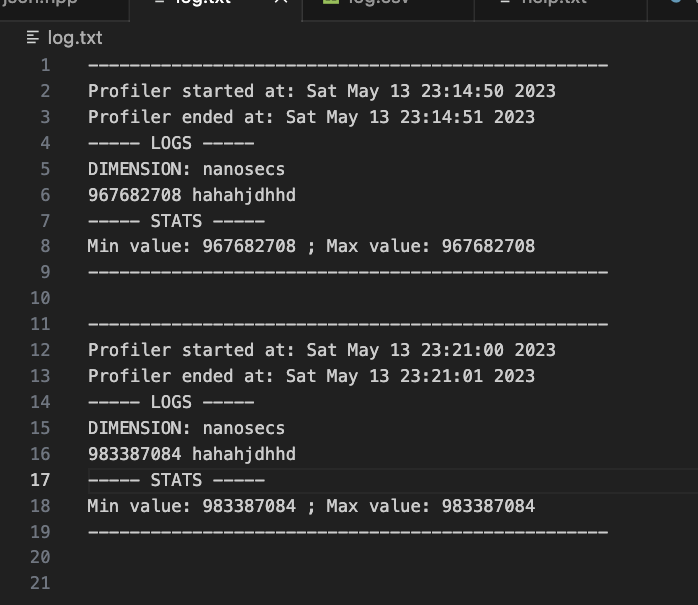 json.hpp log.txt log.csv help.txt
log.txt
1 --------------------------------------------------
2 Profiler started at: Sat May 13 23:14:50 2023
3 Profiler ended at: Sat May 13 23:14:51 2023
4 ----- LOGS -----
5 DIMENSION: nanosecs
6 967682708 hahahjdhhd
7 ----- STATS -----
8 Min value: 967682708 ; Max value: 967682708
9 --------------------------------------------------
10
11 --------------------------------------------------
12 Profiler started at: Sat May 13 23:21:00 2023
13 Profiler ended at: Sat May 13 23:21:01 2023
14 ----- LOGS -----
15 DIMENSION: nanosecs
16 983387084 hahahjdhhd
17 ----- STATS -----
18 Min value: 983387084 ; Max value: 983387084
19 --------------------------------------------------
20
21